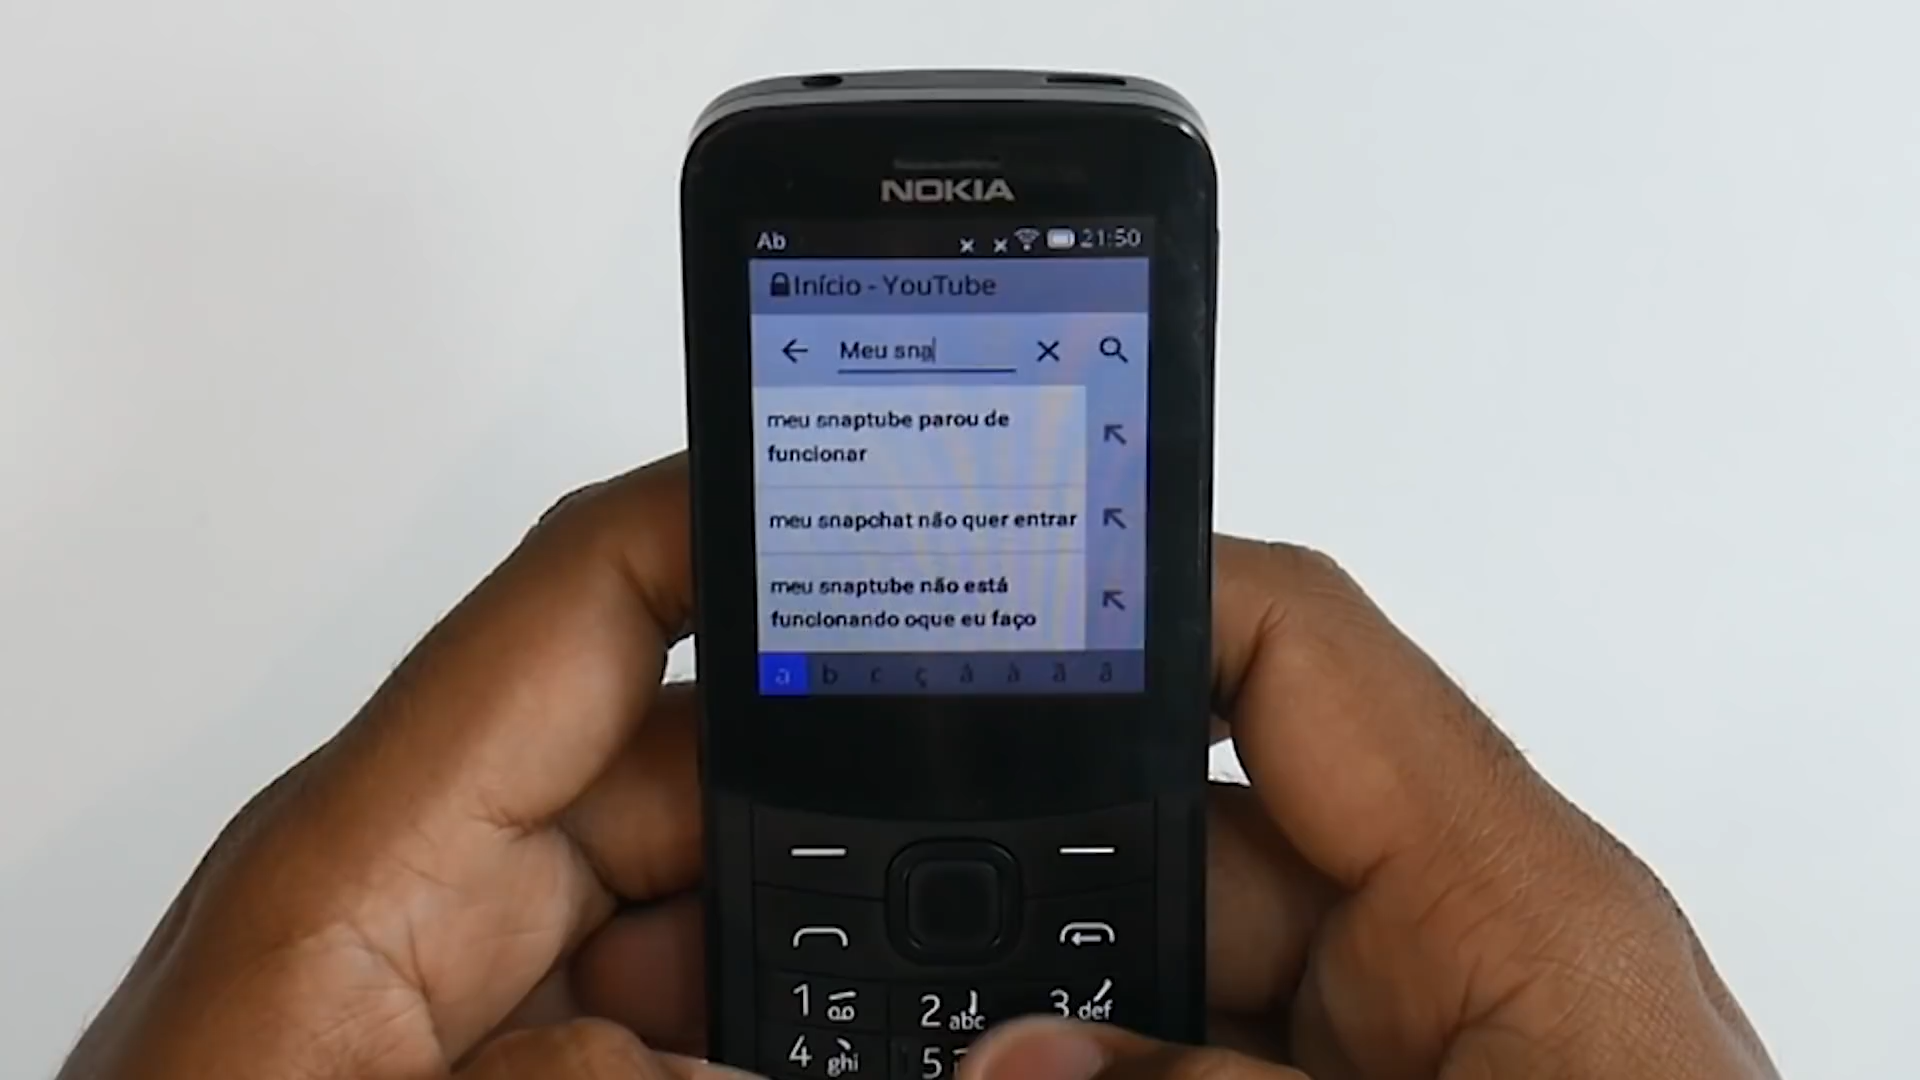 NOKIA
Ab 21:50
Início - YouTube
Meu sna
meu snaptube parou de
funcionar
meu snapchat não quer entrar
meu snaptube não está
funcionando oque eu faço
a b c ç á à ã â
1
2 abc
3 def
4 ghi
5